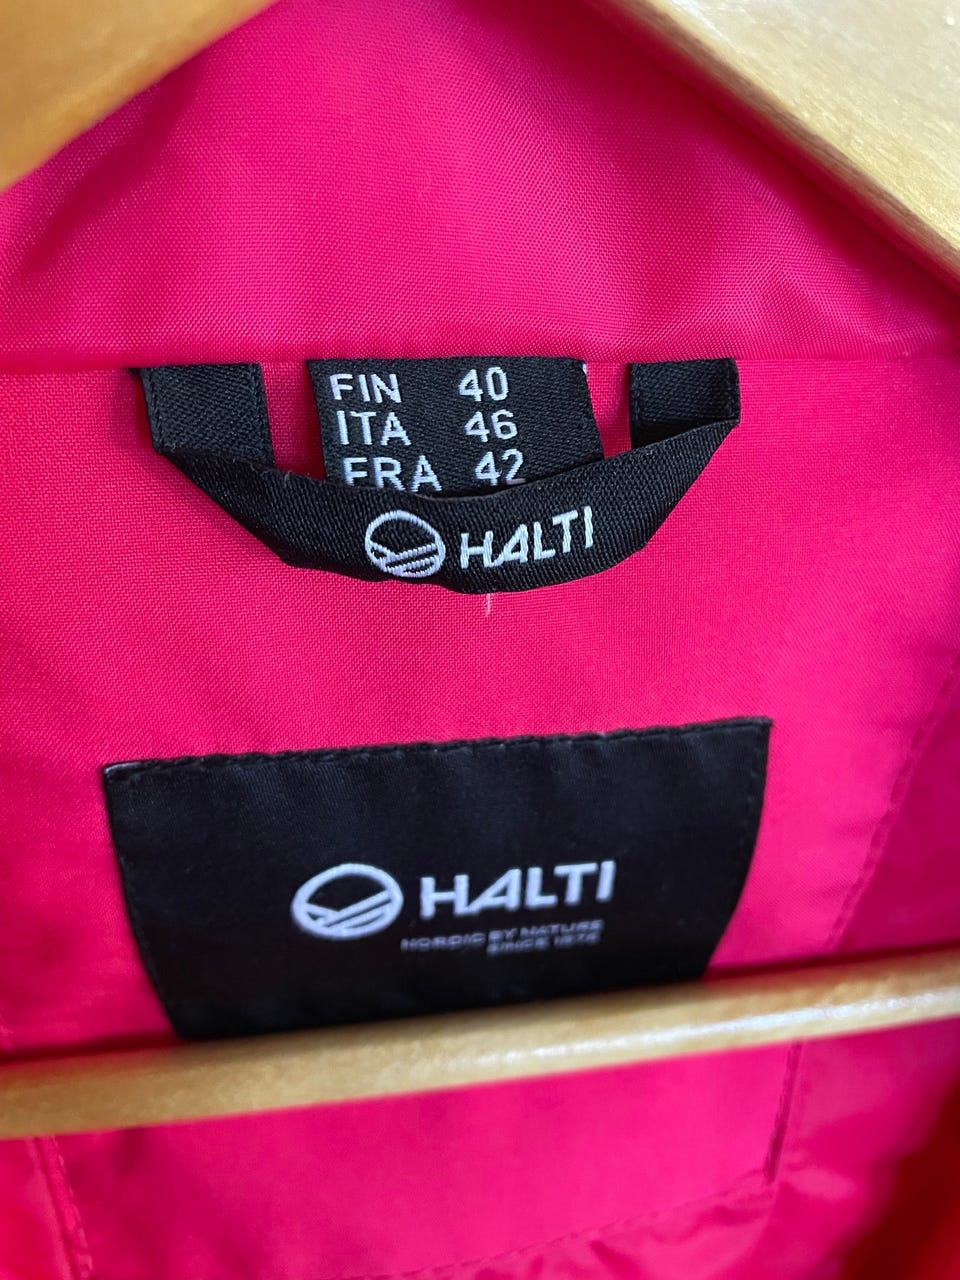 FIN 40
ITA 46
FRA 42
HALTI
HALTI
NORDIC BY NATURE
SINCE 1976